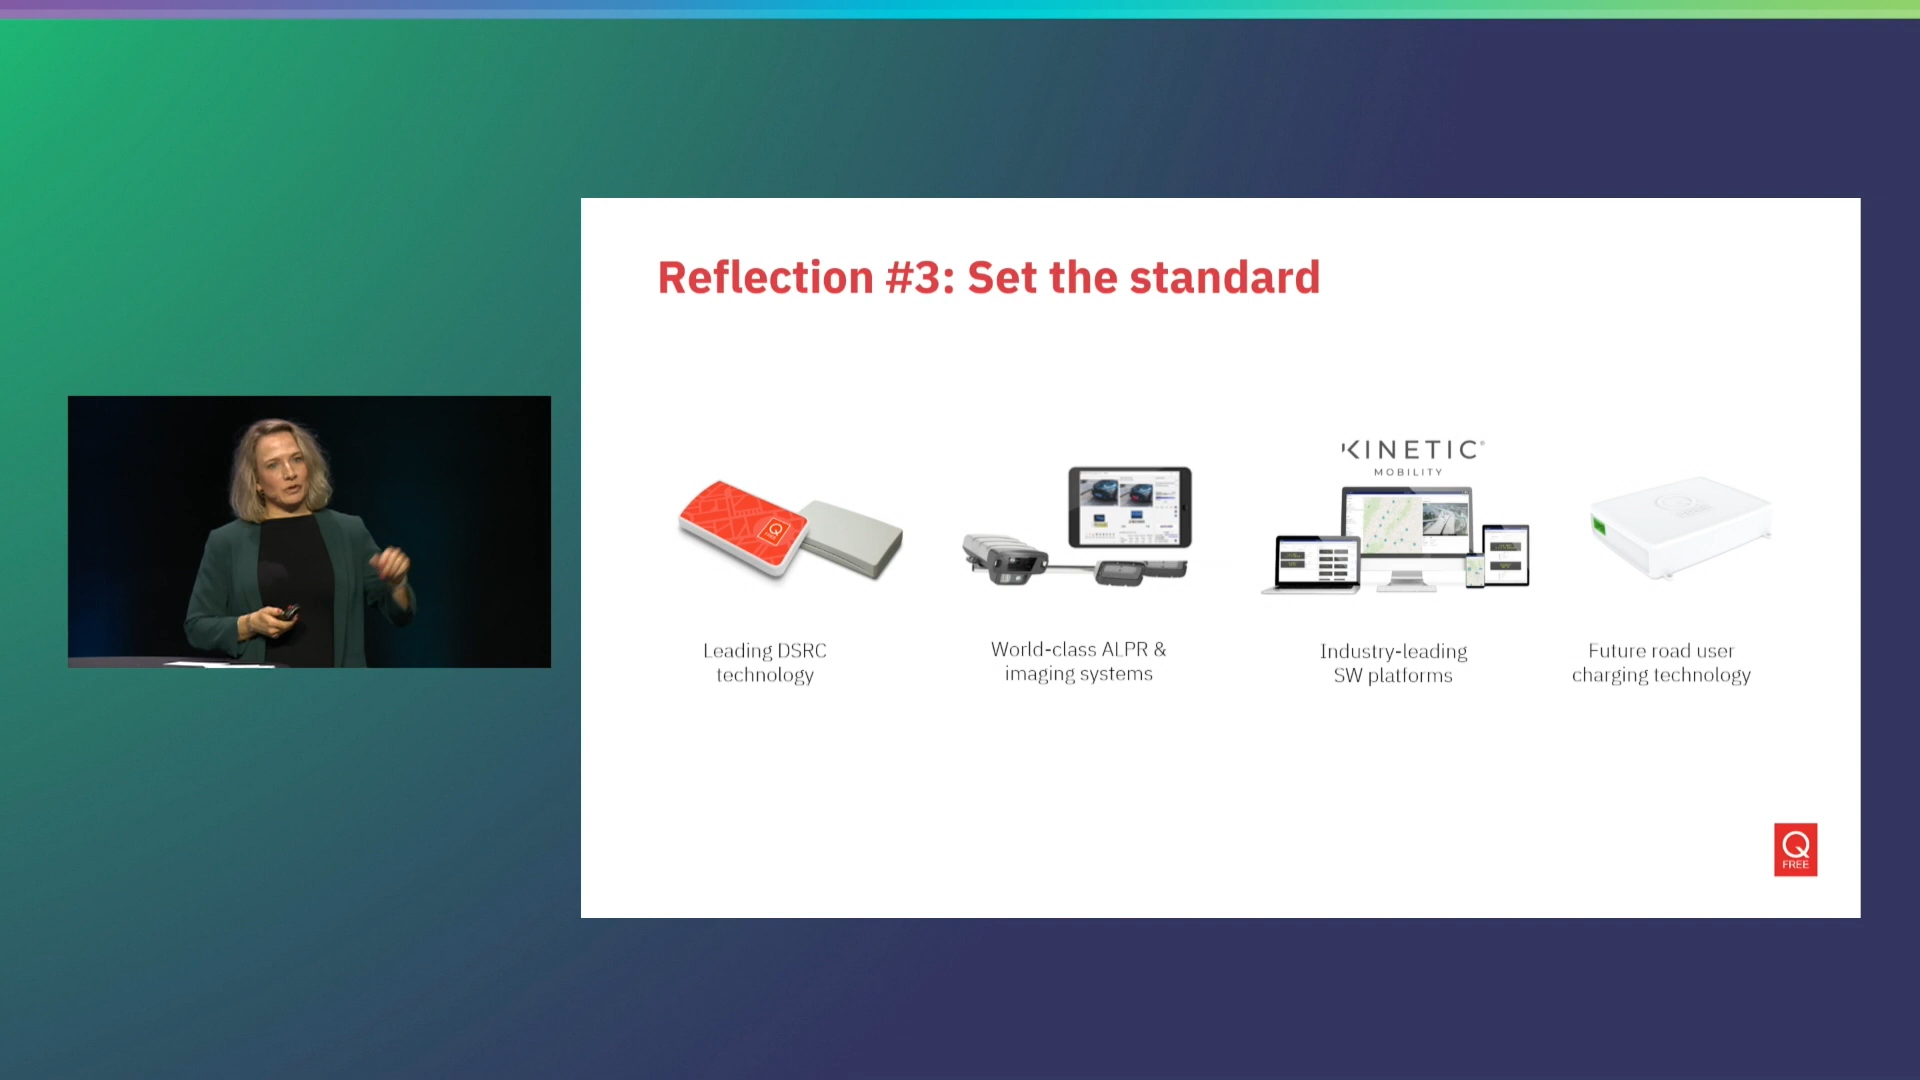 Reflection #3: Set the standard
KINETIC®
MOBILITY
Leading DSRC
technology
World-class ALPR &
imaging systems
Industry-leading
SW platforms
Future road user
charging technology
Q
FREE